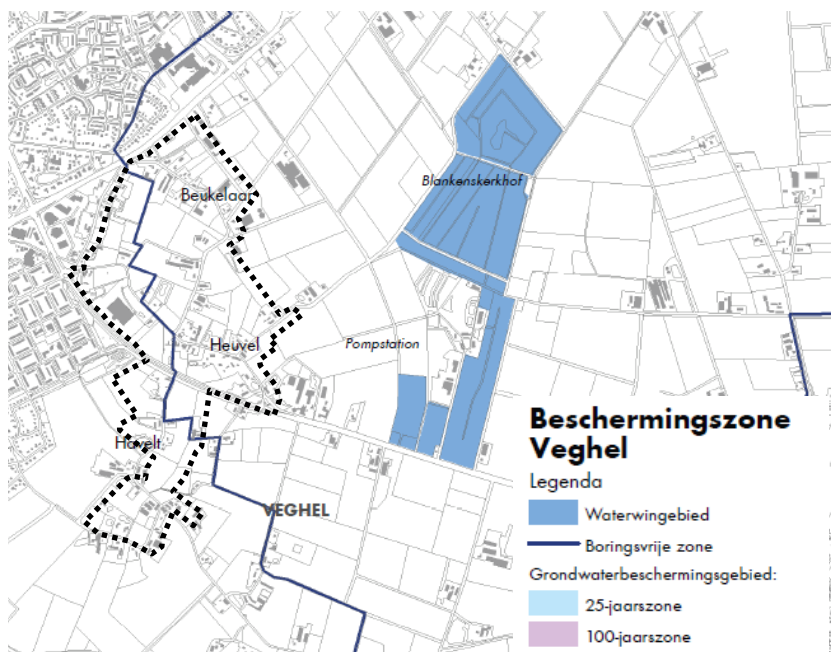 Blankenskerkhof
Beukelaar
Heuvel
Pompstation
Havelt
VEGHEL
Beschermingszone
Veghel
Legenda
Waterwingebied
Boringsvrije zone
Grondwaterbeschermingsgebied:
25-jaarszone
100-jaarszone